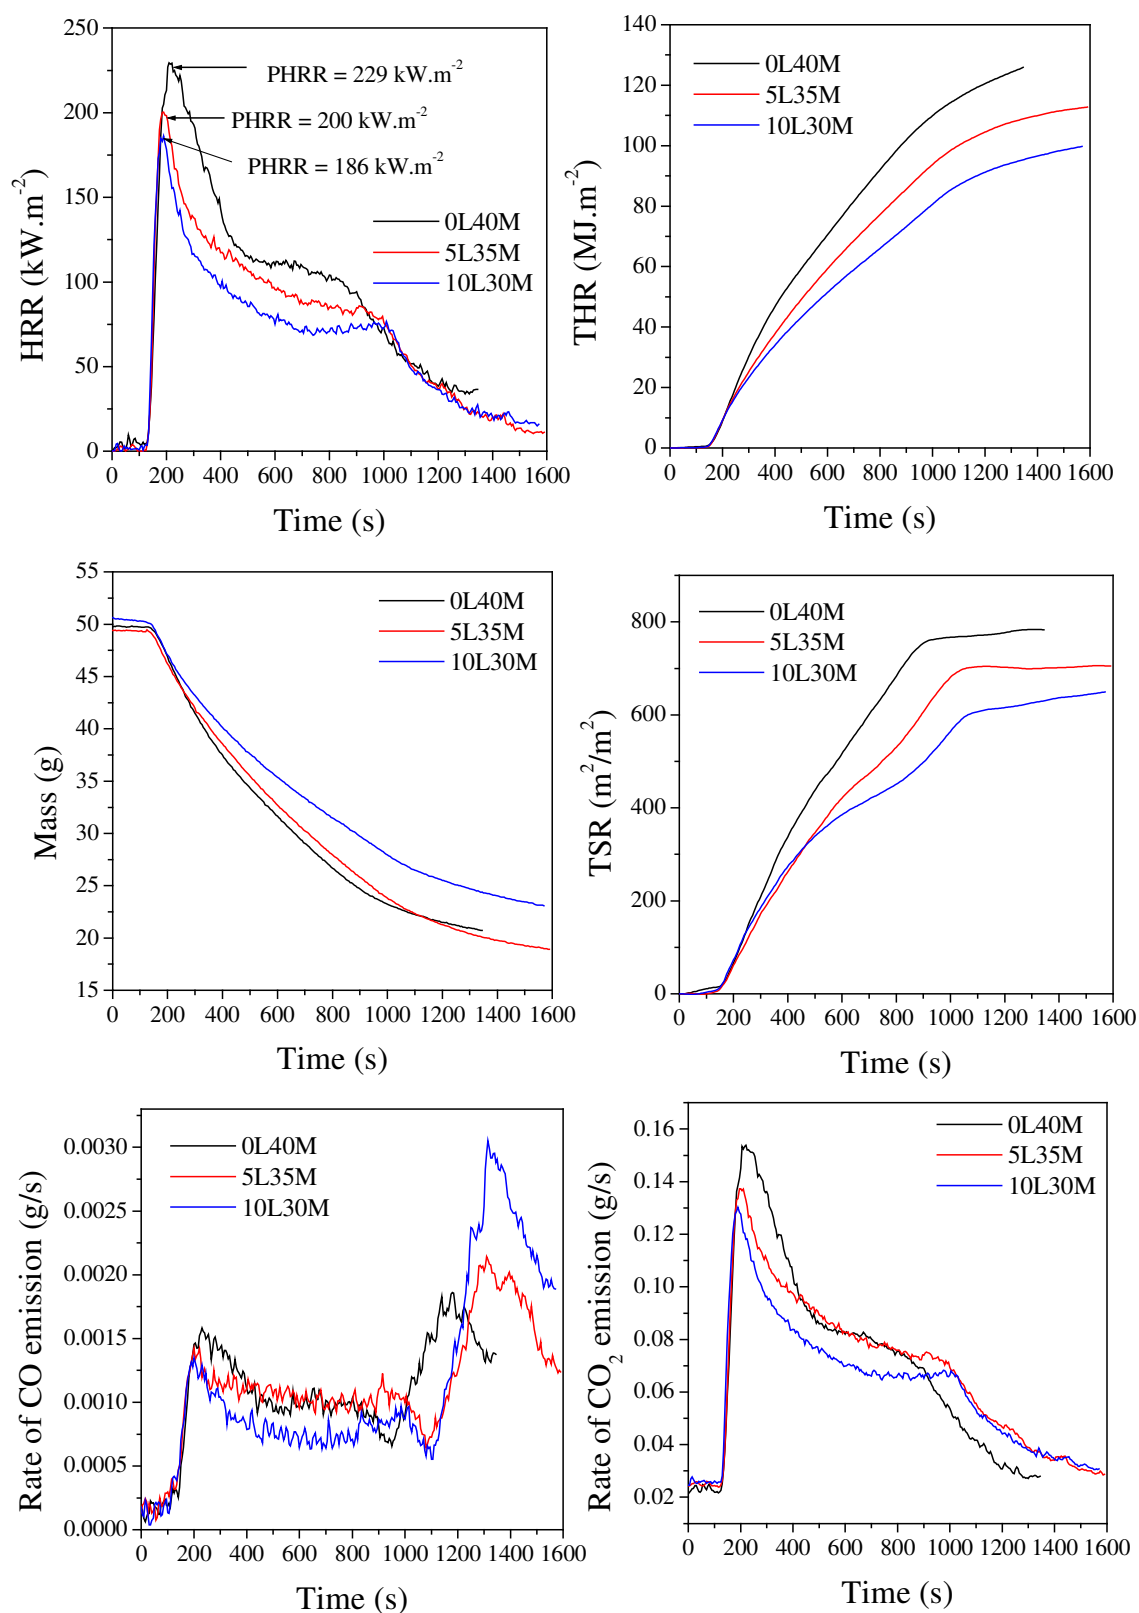 250
200
150
100
50
0
HRR (kW.m-2)
PHRR = 229 kW.m-2
PHRR = 200 kW.m-2
PHRR = 186 kW.m-2
0L40M
5L35M
10L30M
0 200 400 600 800 1000 1200 1400 1600
Time (s)
140
120
100
80
60
40
20
0
THR (MJ.m-2)
0L40M
5L35M
10L30M
0 200 400 600 800 1000 1200 1400 1600
Time (s)
55
50
45
40
35
30
25
20
15
Mass (g)
0L40M
5L35M
10L30M
0 200 400 600 800 1000 1200 1400 1600
Time (s)
800
600
400
200
0
TSR (m2/m2)
0L40M
5L35M
10L30M
0 200 400 600 800 1000 1200 1400 1600
Time (s)
0.0030
0.0025
0.0020
0.0015
0.0010
0.0005
0.0000
Rate of CO emission (g/s)
0L40M
5L35M
10L30M
0 200 400 600 800 1000 1200 1400 1600
Time (s)
0.16
0.14
0.12
0.10
0.08
0.06
0.04
0.02
Rate of CO2 emission (g/s)
0L40M
5L35M
10L30M
0 200 400 600 800 1000 1200 1400 1600
Time (s)